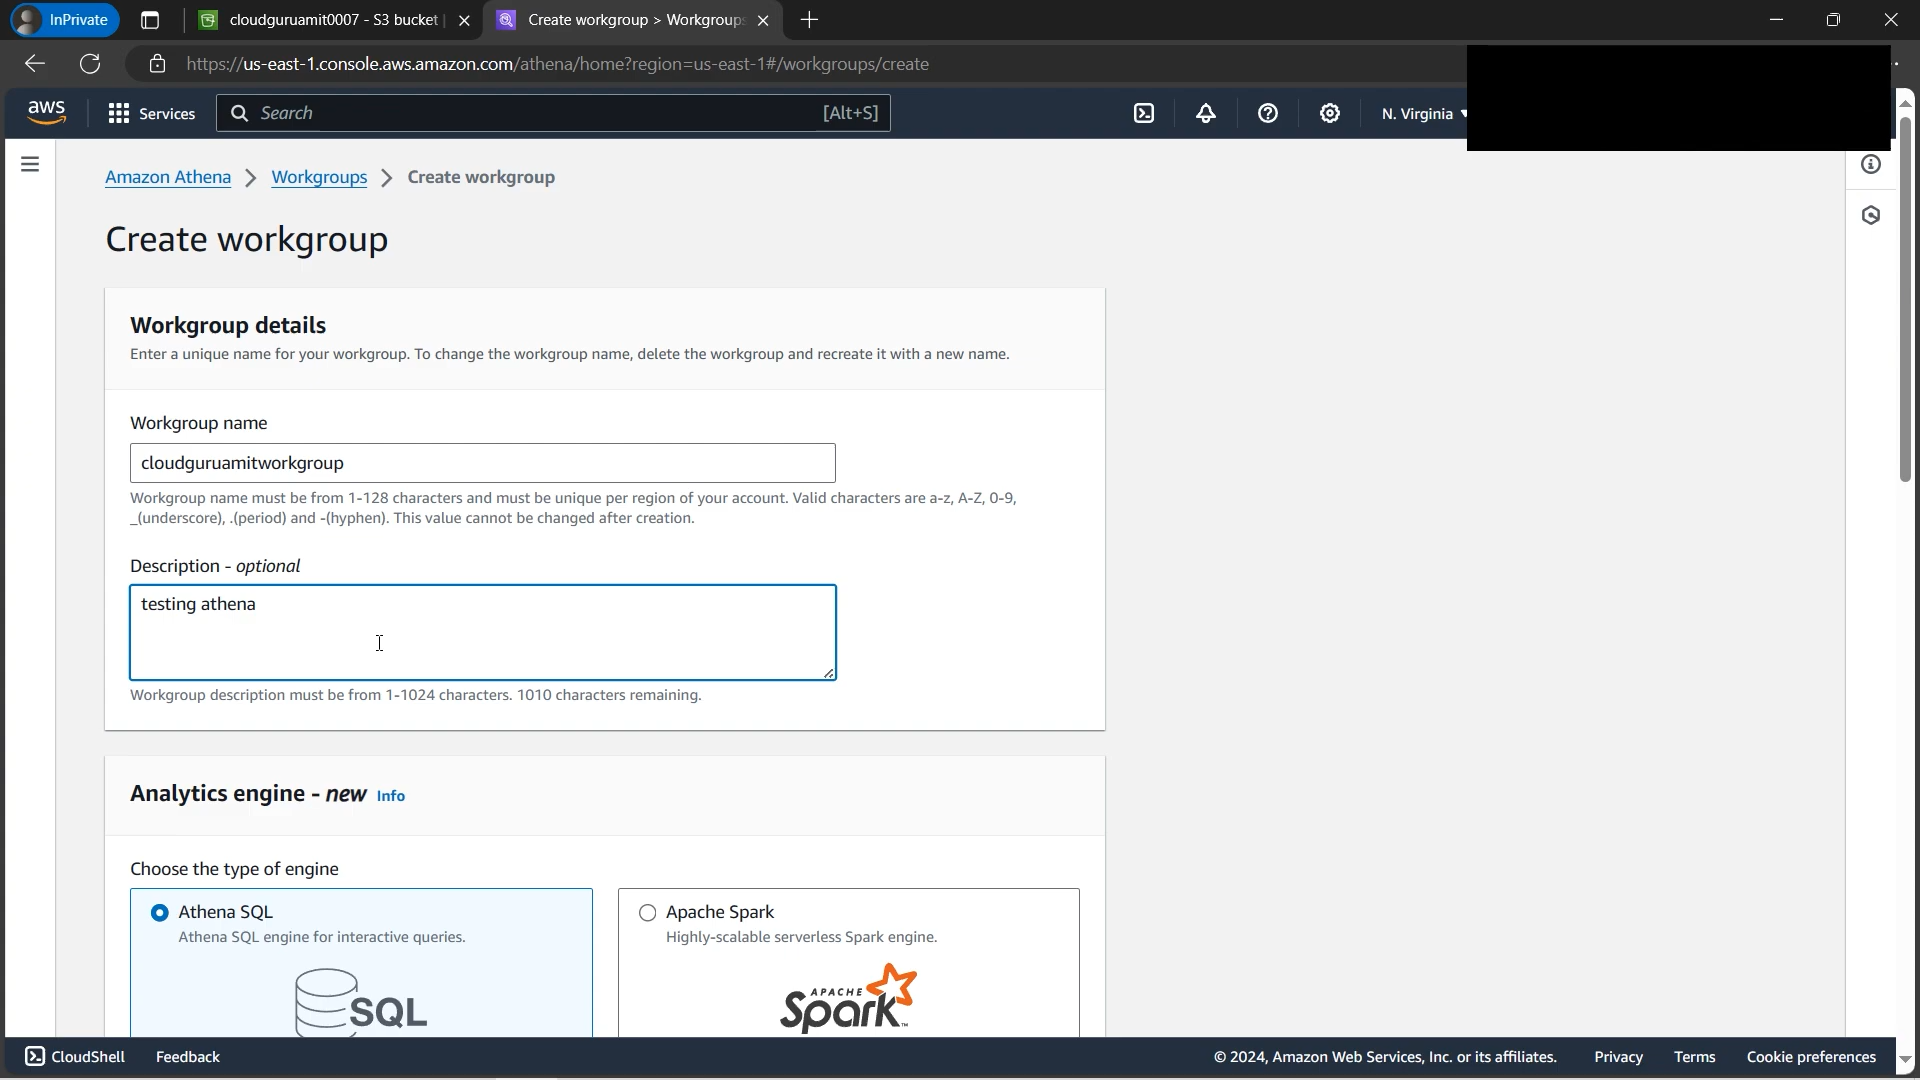 InPrivate
cloudguruamit0007 - S3 bucket
Create workgroup > Workgroups
https://us-east-1.console.aws.amazon.com/athena/home?region=us-east-1#/workgroups/create
aws
Services
Search
[Alt+S]
N. Virginia
Amazon Athena
Workgroups
Create workgroup
Create workgroup
Workgroup details
Enter a unique name for your workgroup. To change the workgroup name, delete the workgroup and recreate it with a new name.
Workgroup name
cloudguruamitworkgroup
Workgroup name must be from 1-128 characters and must be unique per region of your account. Valid characters are a-z, A-Z, 0-9,
_(underscore), .(period) and -(hyphen). This value cannot be changed after creation.
Description - optional
testing athena
Workgroup description must be from 1-1024 characters. 1010 characters remaining.
Analytics engine - new Info
Choose the type of engine
Athena SQL
Athena SQL engine for interactive queries.
SQL
Apache Spark
Highly-scalable serverless Spark engine.
APACHE
Spark™
CloudShell
Feedback
© 2024, Amazon Web Services, Inc. or its affiliates.
Privacy
Terms
Cookie preferences